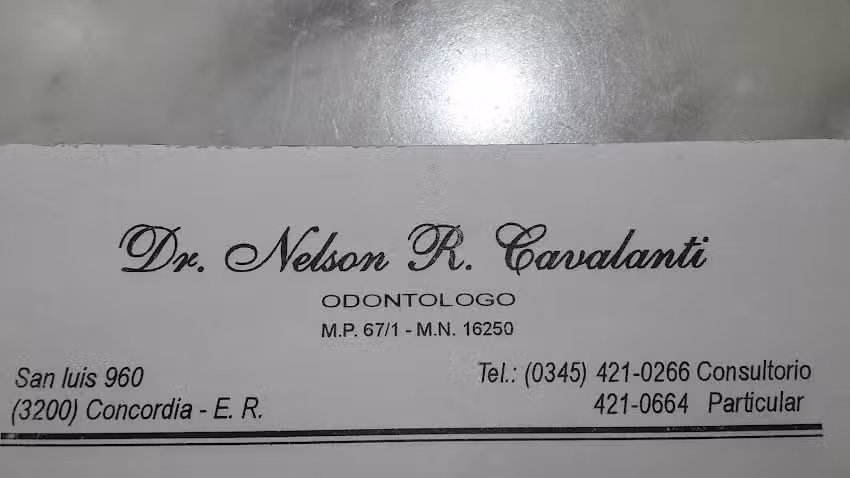 Dr. Nelson R. Cavalanti
ODONTOLOGO
M.P. 67/1 - M.N. 16250
San luis 960
(3200) Concordia - E. R.
Tel.: (0345) 421-0266 Consultorio
421-0664 Particular